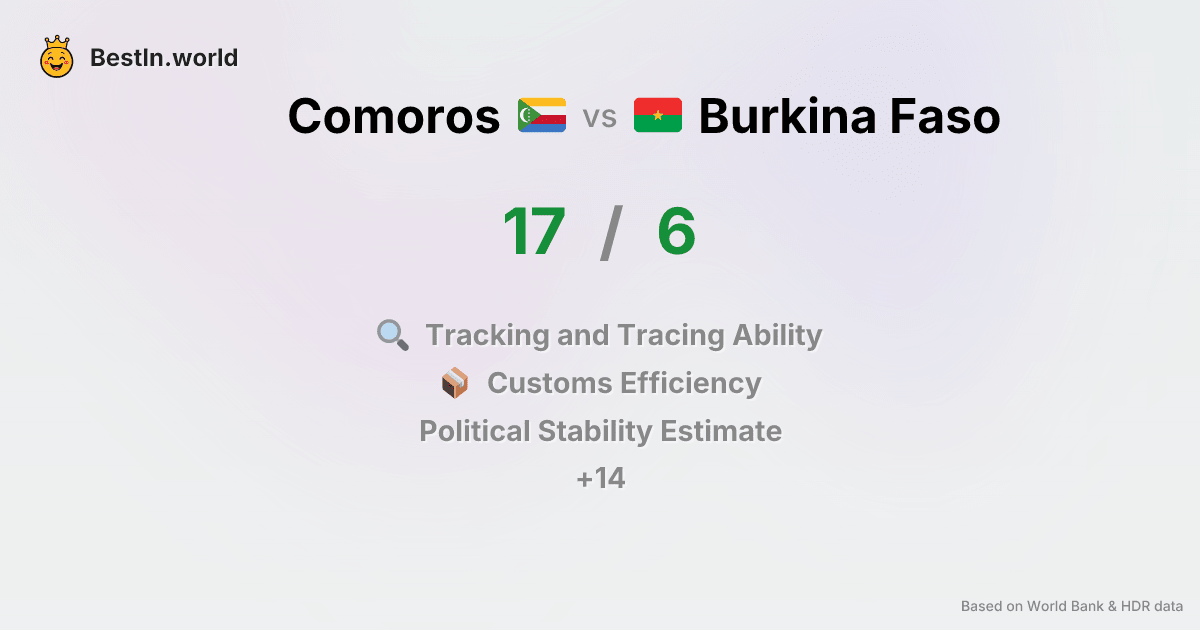 BestIn.world
Comoros vs Burkina Faso
17 / 6
Tracking and Tracing Ability
Customs Efficiency
Political Stability Estimate
+14
Based on World Bank & HDR data